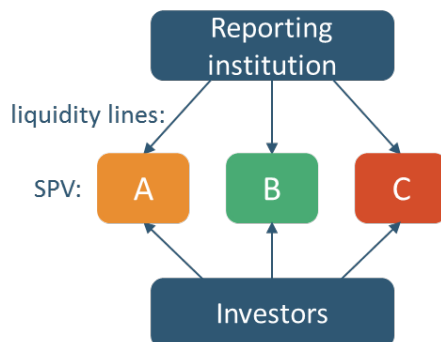 Reporting
institution
liquidity lines:
SPV: A B C
Investors